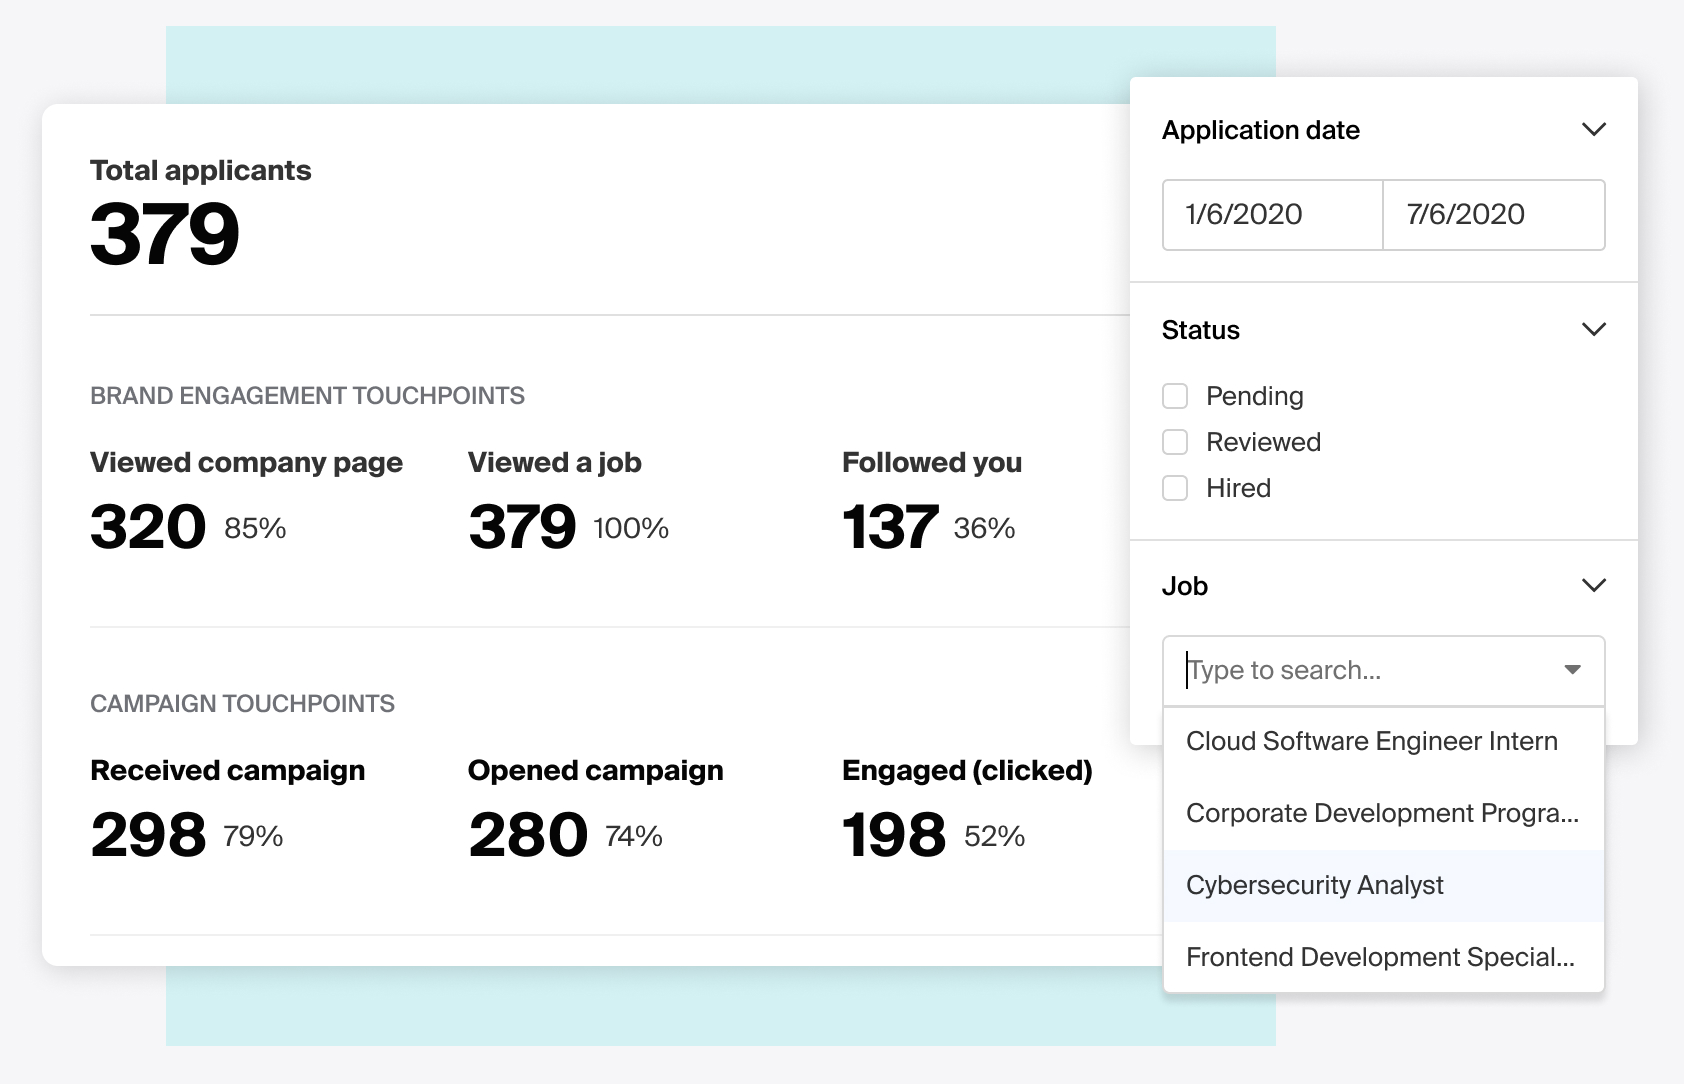 Total applicants
379
BRAND ENGAGEMENT TOUCHPOINTS
Viewed company page
320 85%
Viewed a job
379 100%
Followed you
137 36%
CAMPAIGN TOUCHPOINTS
Received campaign
298 79%
Opened campaign
280 74%
Engaged (clicked)
198 52%
Application date
1/6/2020
7/6/2020
Status
Pending
Reviewed
Hired
Job
Type to search...
Cloud Software Engineer Intern
Corporate Development Progra...
Cybersecurity Analyst
Frontend Development Special...